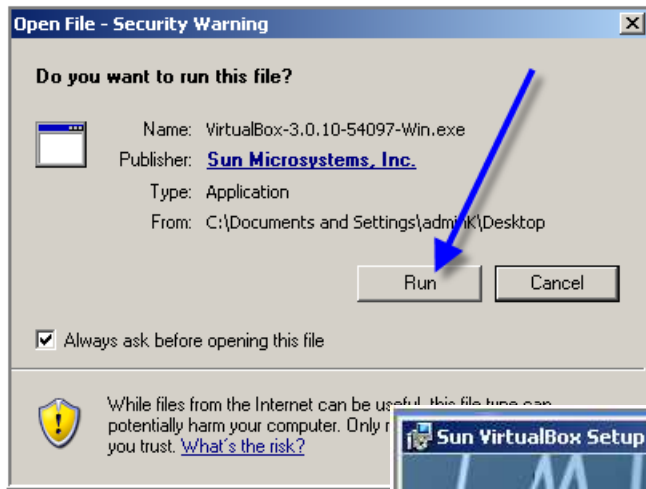 Open File - Security Warning
Do you want to run this file?
Name: VirtualBox-3.0.10-54097-Win.exe
Publisher: Sun Microsystems, Inc.
Type: Application
From: C:\Documents and Settings\adminK\Desktop
Run Cancel
Always ask before opening this file
While files from the Internet can be useful, this file type can
potentially harm your computer. Only
you trust. What's the risk?
Sun VirtualBox Setup